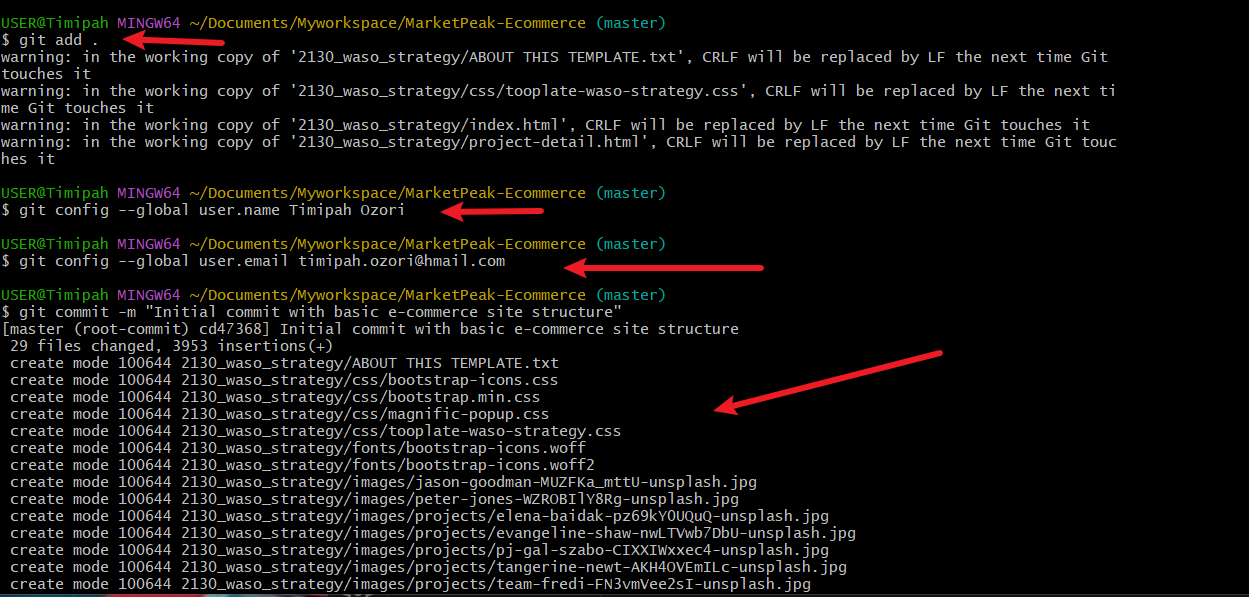 USER@Timipah MINGW64 ~/Documents/Myworkspace/MarketPeak-Ecommerce (master)
$ git add .
warning: in the working copy of '2130_waso_strategy/ABOUT THIS TEMPLATE.txt', CRLF will be replaced by LF the next time Git
touches it
warning: in the working copy of '2130_waso_strategy/css/tooplate-waso-strategy.css', CRLF will be replaced by LF the next ti
me Git touches it
warning: in the working copy of '2130_waso_strategy/index.html', CRLF will be replaced by LF the next time Git touches it
warning: in the working copy of '2130_waso_strategy/project-detail.html', CRLF will be replaced by LF the next time Git touc
hes it
USER@Timipah MINGW64 ~/Documents/Myworkspace/MarketPeak-Ecommerce (master)
$ git config --global user.name Timipah Ozori
USER@Timipah MINGW64 ~/Documents/Myworkspace/MarketPeak-Ecommerce (master)
$ git config --global user.email timipah.ozori@hmail.com
USER@Timipah MINGW64 ~/Documents/Myworkspace/MarketPeak-Ecommerce (master)
$ git commit -m "Initial commit with basic e-commerce site structure"
[master (root-commit) cd47368] Initial commit with basic e-commerce site structure
29 files changed, 3953 insertions(+)
create mode 100644 2130_waso_strategy/ABOUT THIS TEMPLATE.txt
create mode 100644 2130_waso_strategy/css/bootstrap-icons.css
create mode 100644 2130_waso_strategy/css/bootstrap.min.css
create mode 100644 2130_waso_strategy/css/magnific-popup.css
create mode 100644 2130_waso_strategy/css/tooplate-waso-strategy.css
create mode 100644 2130_waso_strategy/fonts/bootstrap-icons.woff
create mode 100644 2130_waso_strategy/fonts/bootstrap-icons.woff2
create mode 100644 2130_waso_strategy/images/jason-goodman-MUZFKa_mttU-unsplash.jpg
create mode 100644 2130_waso_strategy/images/peter-jones-WZROBIlY8Rg-unsplash.jpg
create mode 100644 2130_waso_strategy/images/projects/elena-baidak-pz69kYOUQuQ-unsplash.jpg
create mode 100644 2130_waso_strategy/images/projects/evangeline-shaw-nwLTVwb7DbU-unsplash.jpg
create mode 100644 2130_waso_strategy/images/projects/pj-gal-szabo-CIXXIWxxec4-unsplash.jpg
create mode 100644 2130_waso_strategy/images/projects/tangerine-newt-AKH4OVEmILc-unsplash.jpg
create mode 100644 2130_waso_strategy/images/projects/team-fredi-FN3vmVee2sI-unsplash.jpg